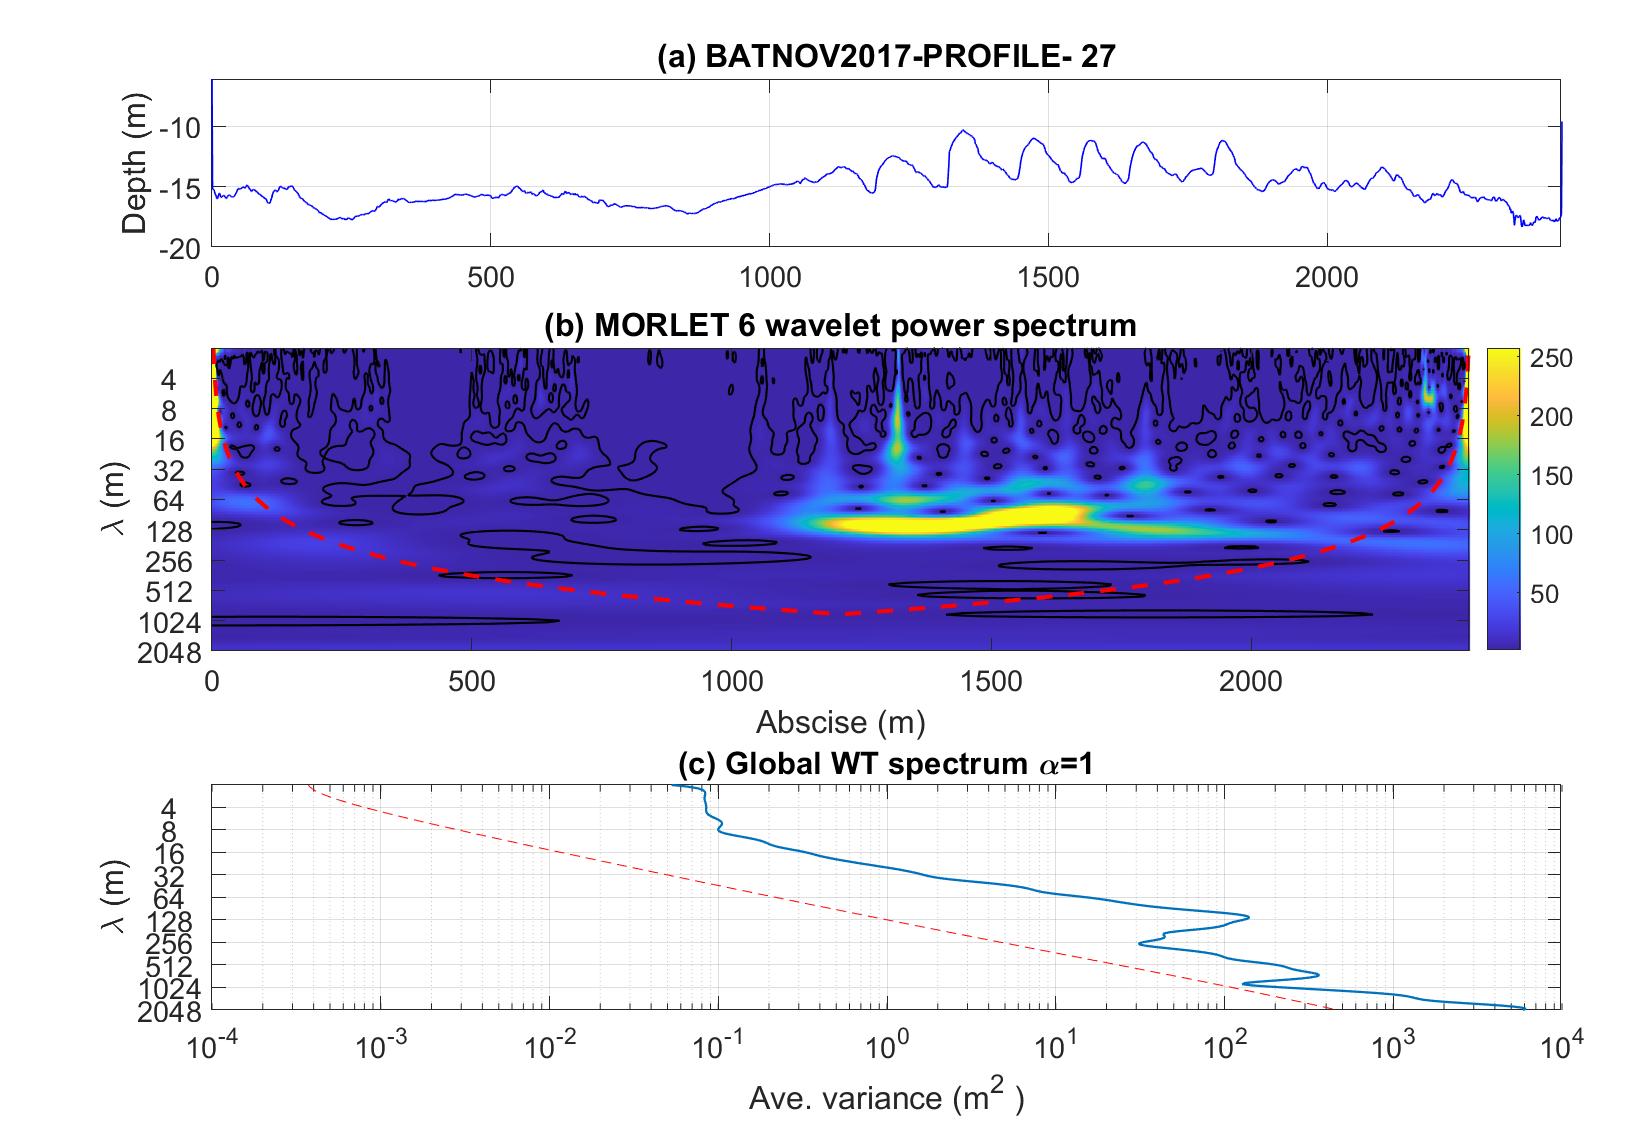 (a) BATNOV2017-PROFILE- 27
Depth (m)
-10
-15
-20
0 500 1000 1500 2000
(b) MORLET 6 wavelet power spectrum
λ (m)
4
8
16
32
64
128
256
512
1024
2048
250
200
150
100
50
0 500 1000 1500 2000
Abscise (m)
(c) Global WT spectrum α=1
λ (m)
4
8
16
32
64
128
256
512
1024
2048
10^-4 10^-3 10^-2 10^-1 10^0 10^1 10^2 10^3 10^4
Ave. variance (m^2 )